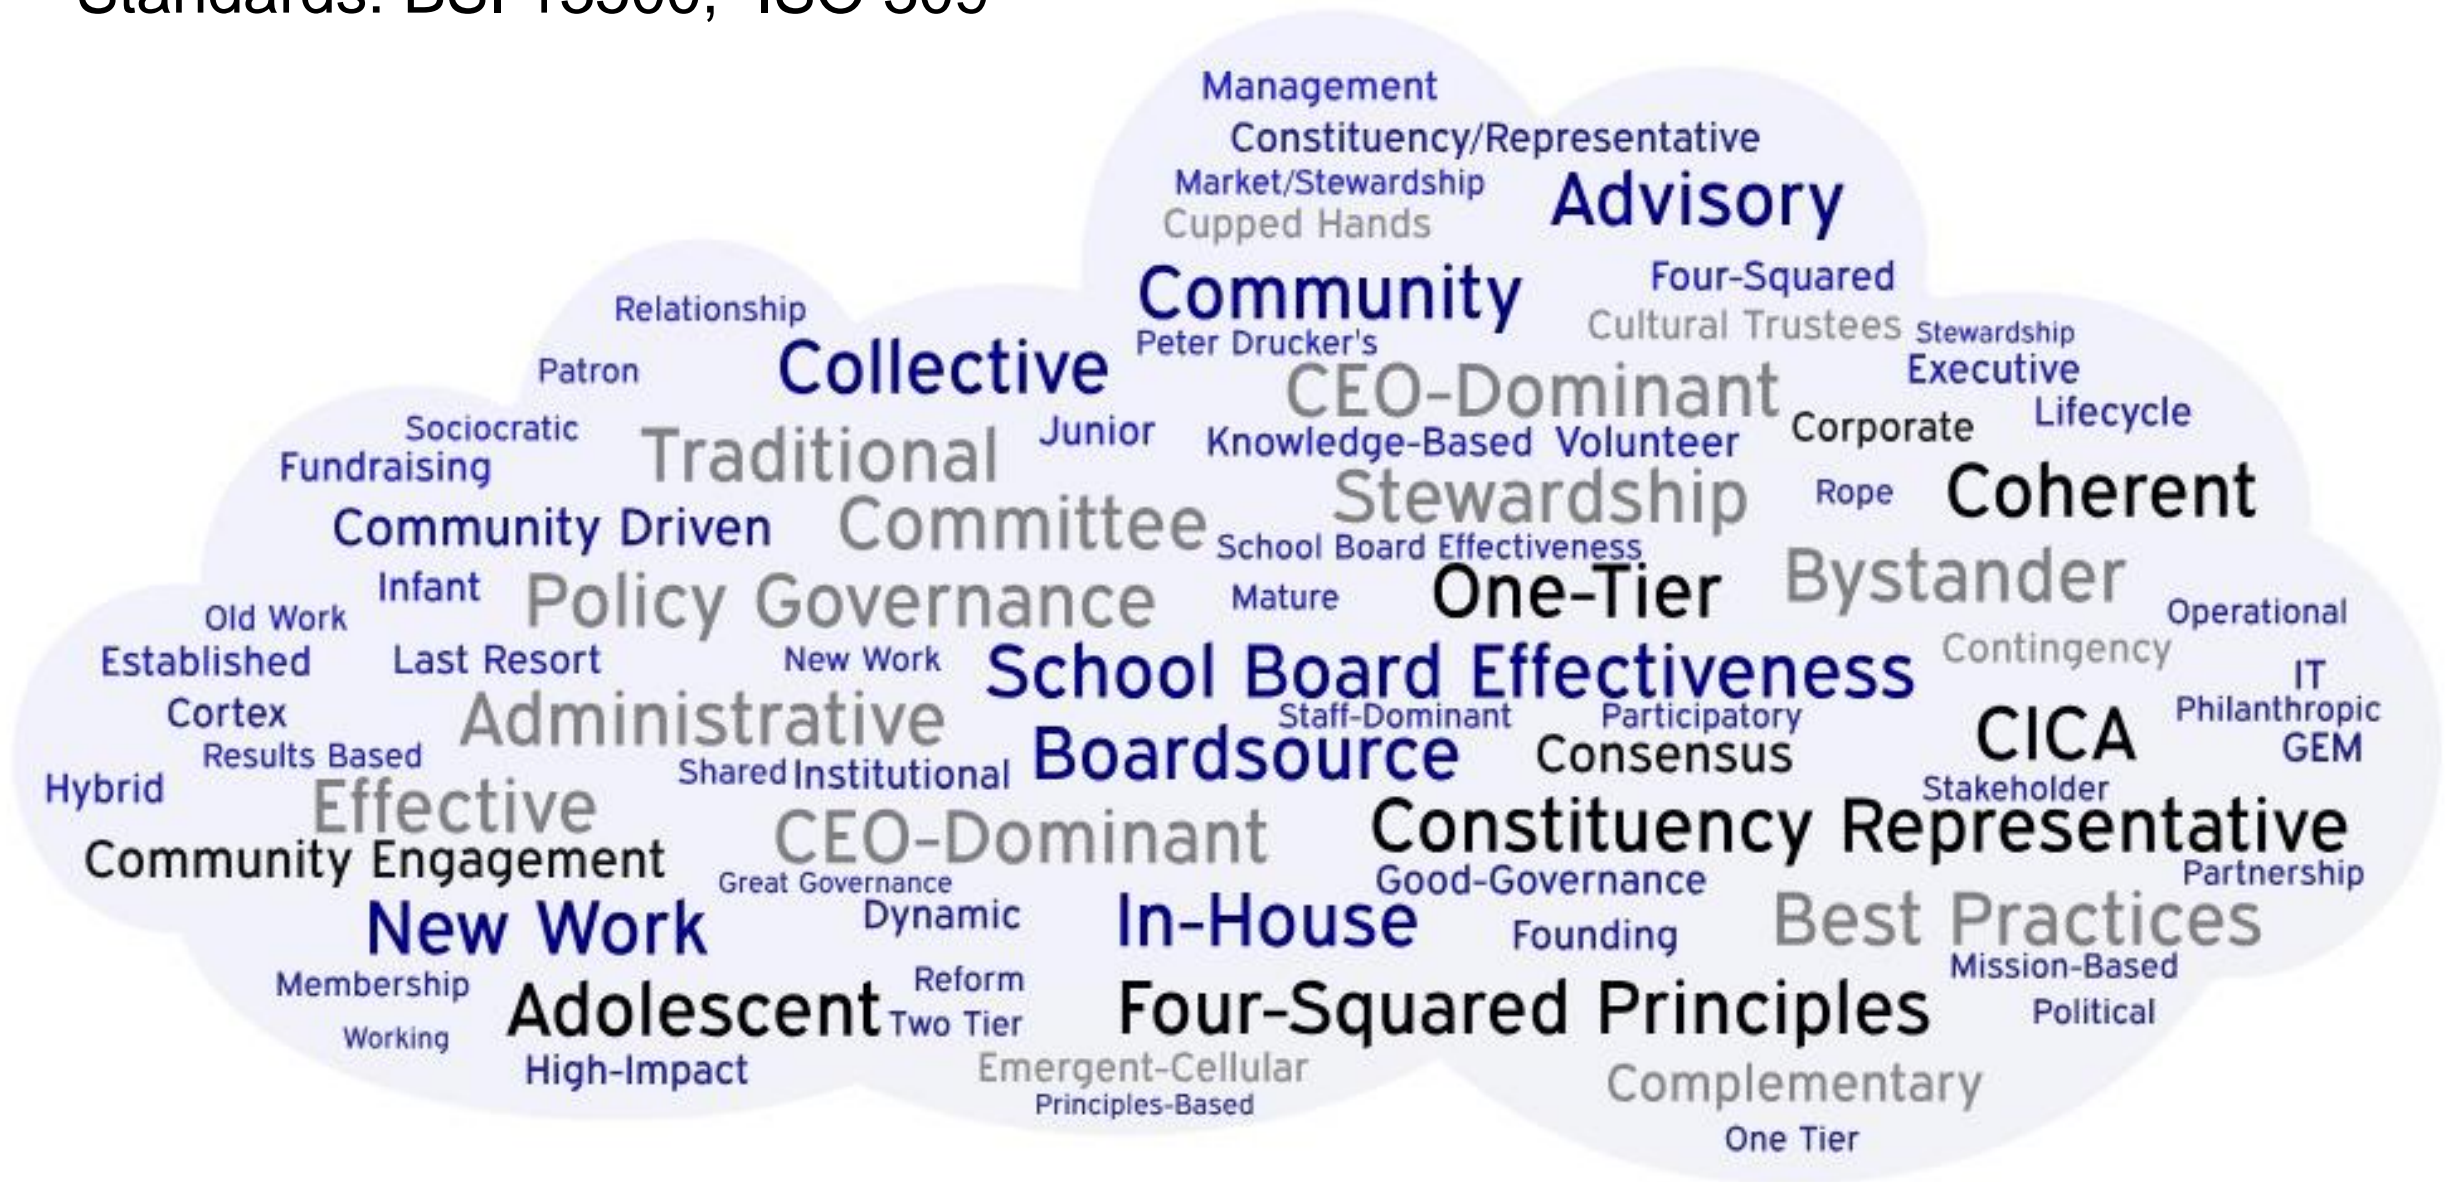 Standards: BSI 13500, ISO 309
Management
Constituency/Representative
Market/Stewardship
Advisory
Cupped Hands
Community
Four-Squared
Relationship
Cultural Trustees
Stewardship
Peter Drucker's
Collective
Patron
CEO-Dominant
Executive
Lifecycle
Sociocratic
Traditional
Junior
Knowledge-Based
Volunteer
Corporate
Fundraising
Stewardship
Rope
Coherent
Community Driven
Committee
School Board Effectiveness
Infant
Policy Governance
Mature
One-Tier
Bystander
Old Work
Operational
Established
Last Resort
New Work
School Board Effectiveness
Contingency
IT
Cortex
Administrative
Staff-Dominant
Participatory
CICA
Philanthropic
Results Based
Shared
Institutional
Boardsource
Consensus
GEM
Hybrid
Effective
Stakeholder
CEO-Dominant
Constituency Representative
Community Engagement
Great Governance
Good-Governance
Partnership
New Work
Dynamic
In-House
Founding
Best Practices
Membership
Reform
Mission-Based
Adolescent
Two Tier
Four-Squared Principles
Political
Working
High-Impact
Emergent-Cellular
Complementary
Principles-Based
One Tier